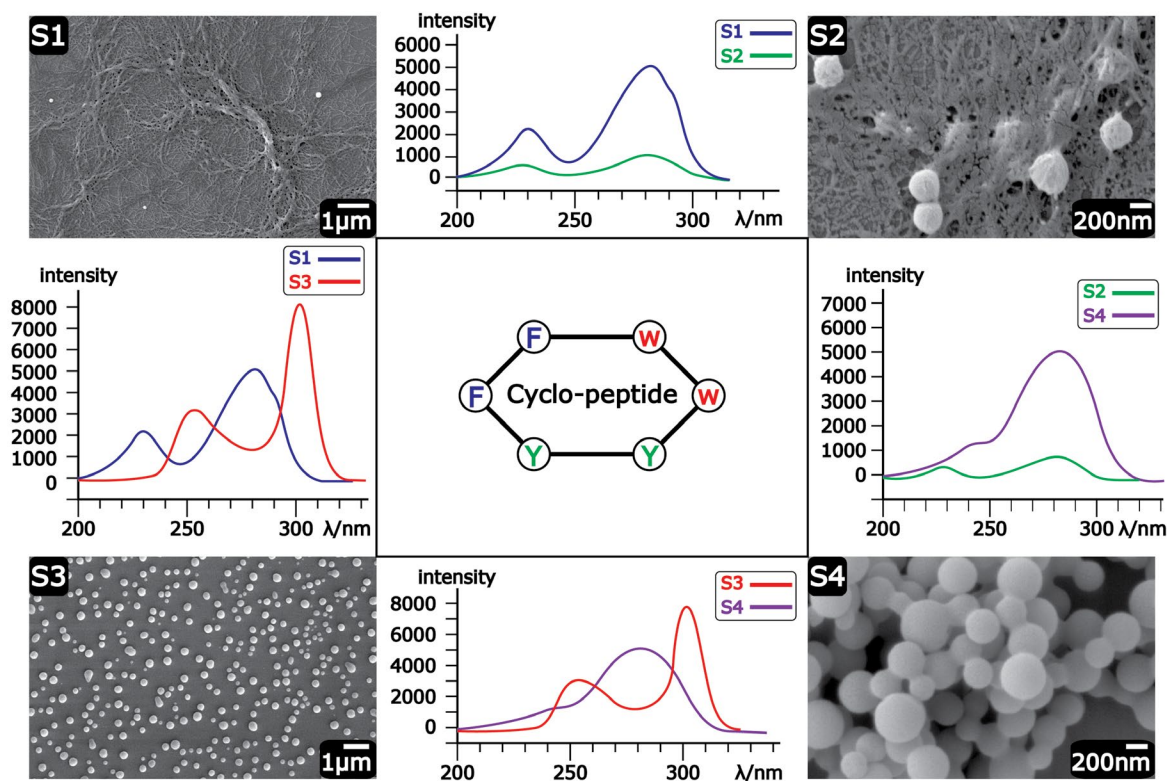 S1
1µm
intensity
6000
5000
4000
3000
2000
1000
0
200
250
300
λ/nm
S1
S2
S2
200nm
intensity
8000
7000
6000
5000
4000
3000
2000
1000
0
200
250
300
λ/nm
S1
S3
F
W
F
Cyclo-peptide
W
Y
Y
intensity
7000
6000
5000
4000
3000
2000
1000
0
200
250
300
λ/nm
S2
S4
S3
1µm
intensity
8000
6000
4000
2000
0
200
250
300
λ/nm
S3
S4
S4
200nm